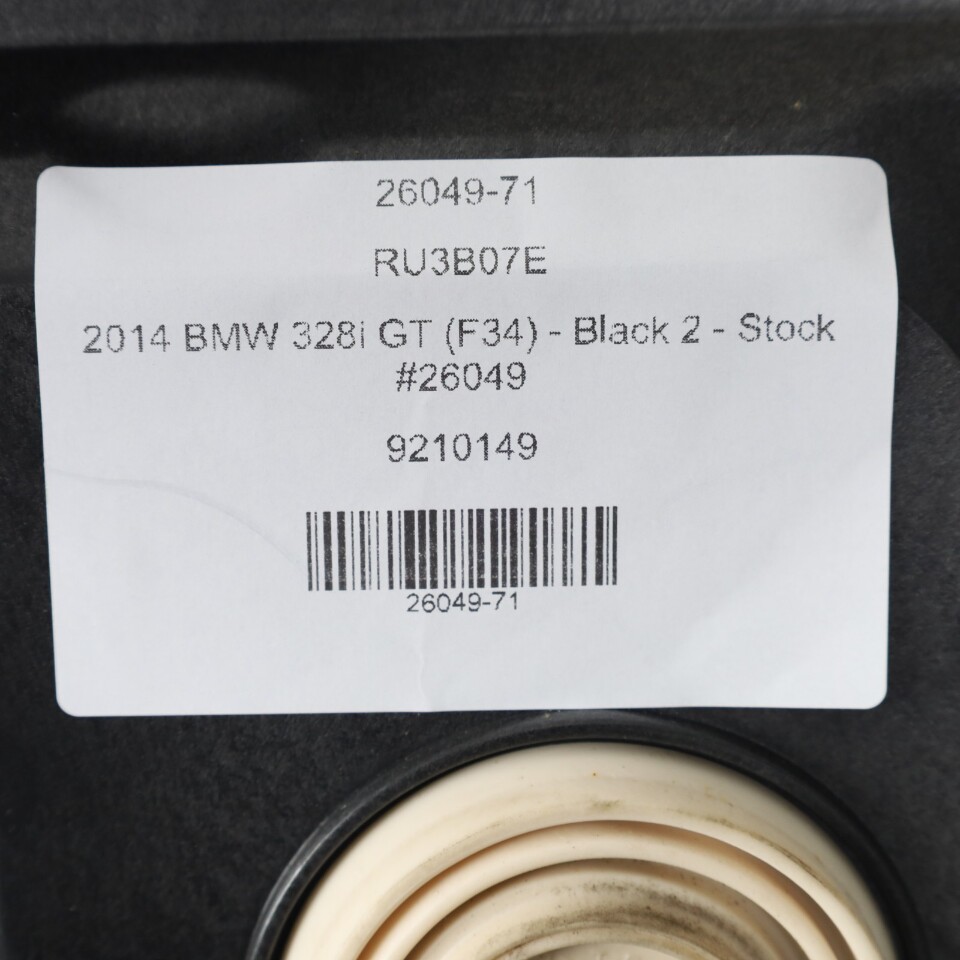 26049-71
RU3B07E
2014 BMW 328i GT (F34) - Black 2 - Stock
#26049
9210149
26049-71